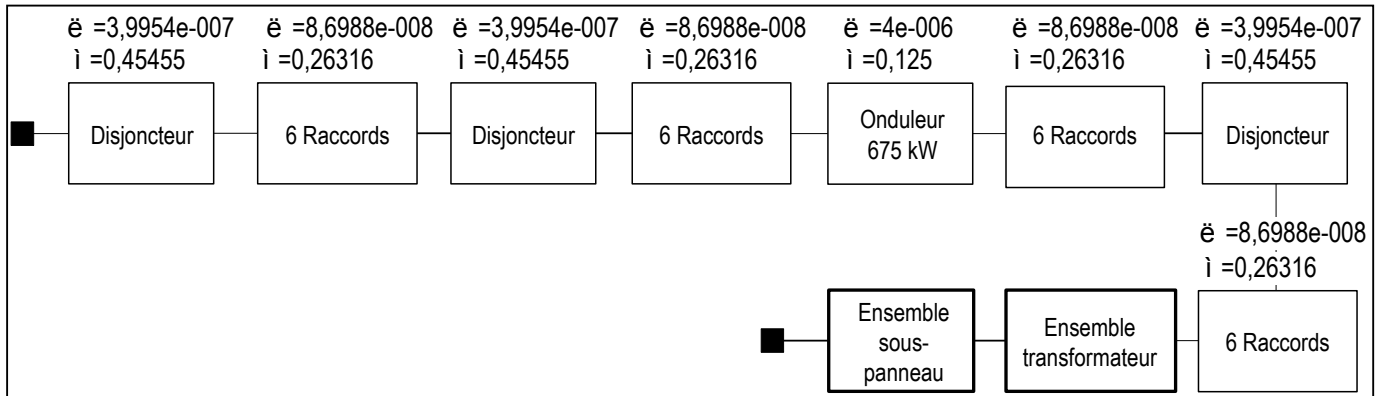 ë =3,9954e-007 ë =8,6988e-008 ë =3,9954e-007 ë =8,6988e-008 ë =4e-006 ë =8,6988e-008 ë =3,9954e-007
ì =0,45455 ì =0,26316 ì =0,45455 ì =0,26316 ì =0,125 ì =0,26316 ì =0,45455
Disjoncteur
6 Raccords
Disjoncteur
6 Raccords
Onduleur
675 kW
6 Raccords
Disjoncteur
ë =8,6988e-008
ì =0,26316
Ensemble
sous-
panneau
Ensemble
transformateur
6 Raccords